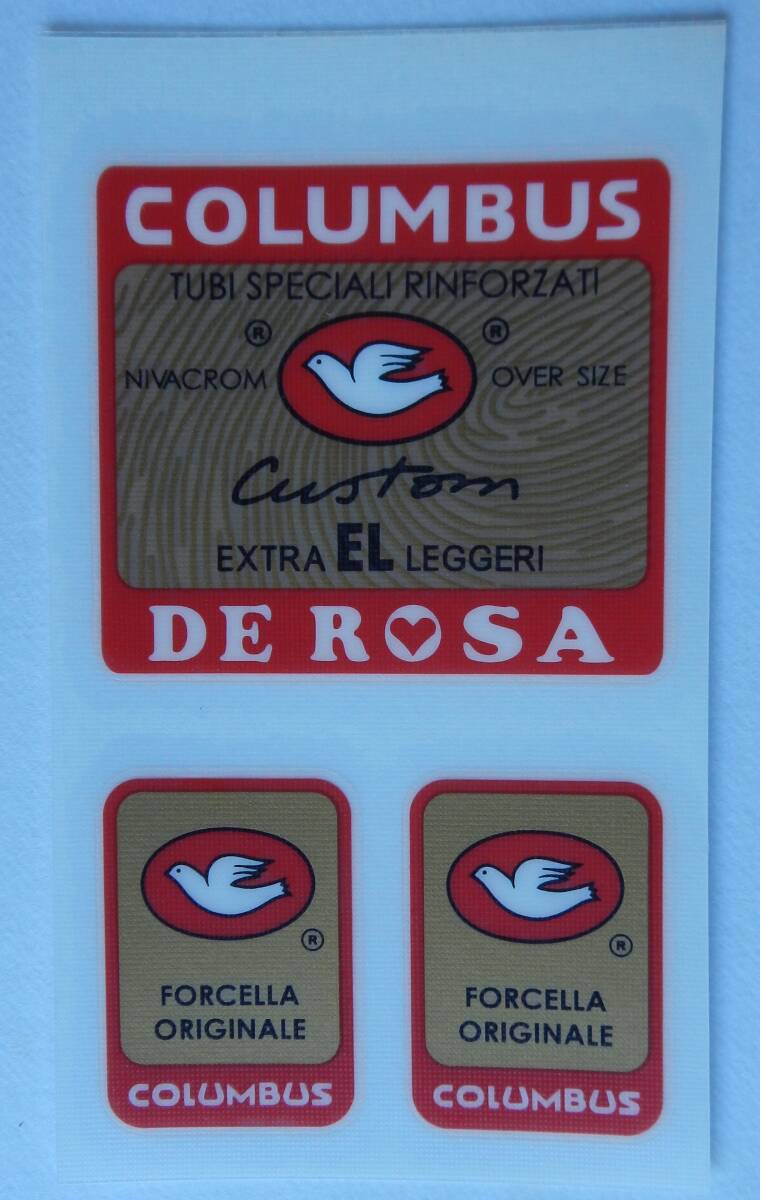 COLUMBUS
TUBI SPECIALI RINFORZATI
® ®
NIVACROM OVER SIZE
Custom
EXTRA EL LEGGERI
DE ROSA
®
FORCELLA
ORIGINALE
COLUMBUS
®
FORCELLA
ORIGINALE
COLUMBUS